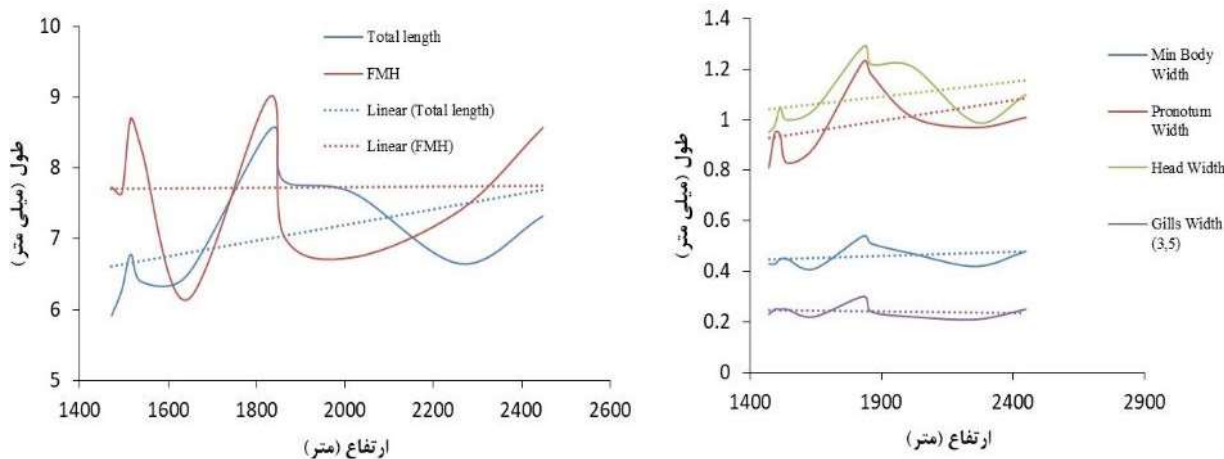 10
9
8
7
6
5
1400 1600 1800 2000 2200 2400 2600
طول (میلی متر)
ارتفاع (متر)
Total length
FMH
Linear (Total length)
Linear (FMH)
1.4
1.2
1
0.8
0.6
0.4
0.2
0
1400 1900 2400 2900
طول (میلی متر)
ارتفاع (متر)
Min Body
Width
Pronotum
Width
Head Width
Gills Width
(3,5)